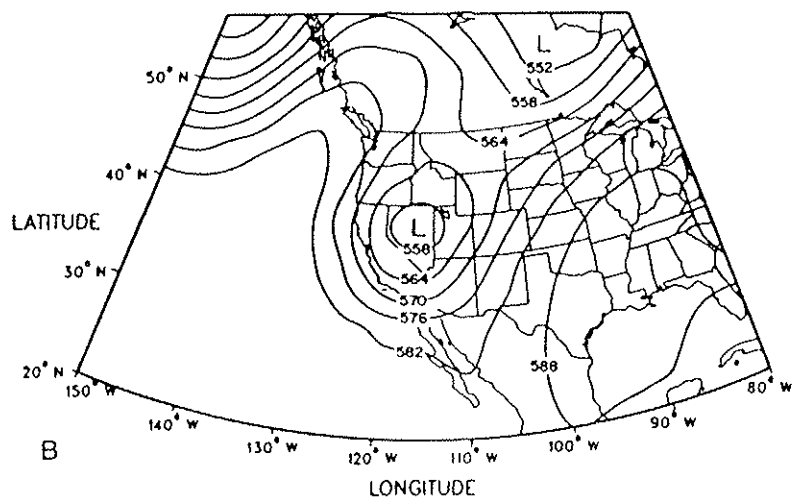 L
552
50° N
558
564
40° N
LATITUDE
L
558
30° N
564
570
576
582
588
20° N
150° W
80° W
140° W
90° W
130° W
100° W
120° W
110° W
B
LONGITUDE